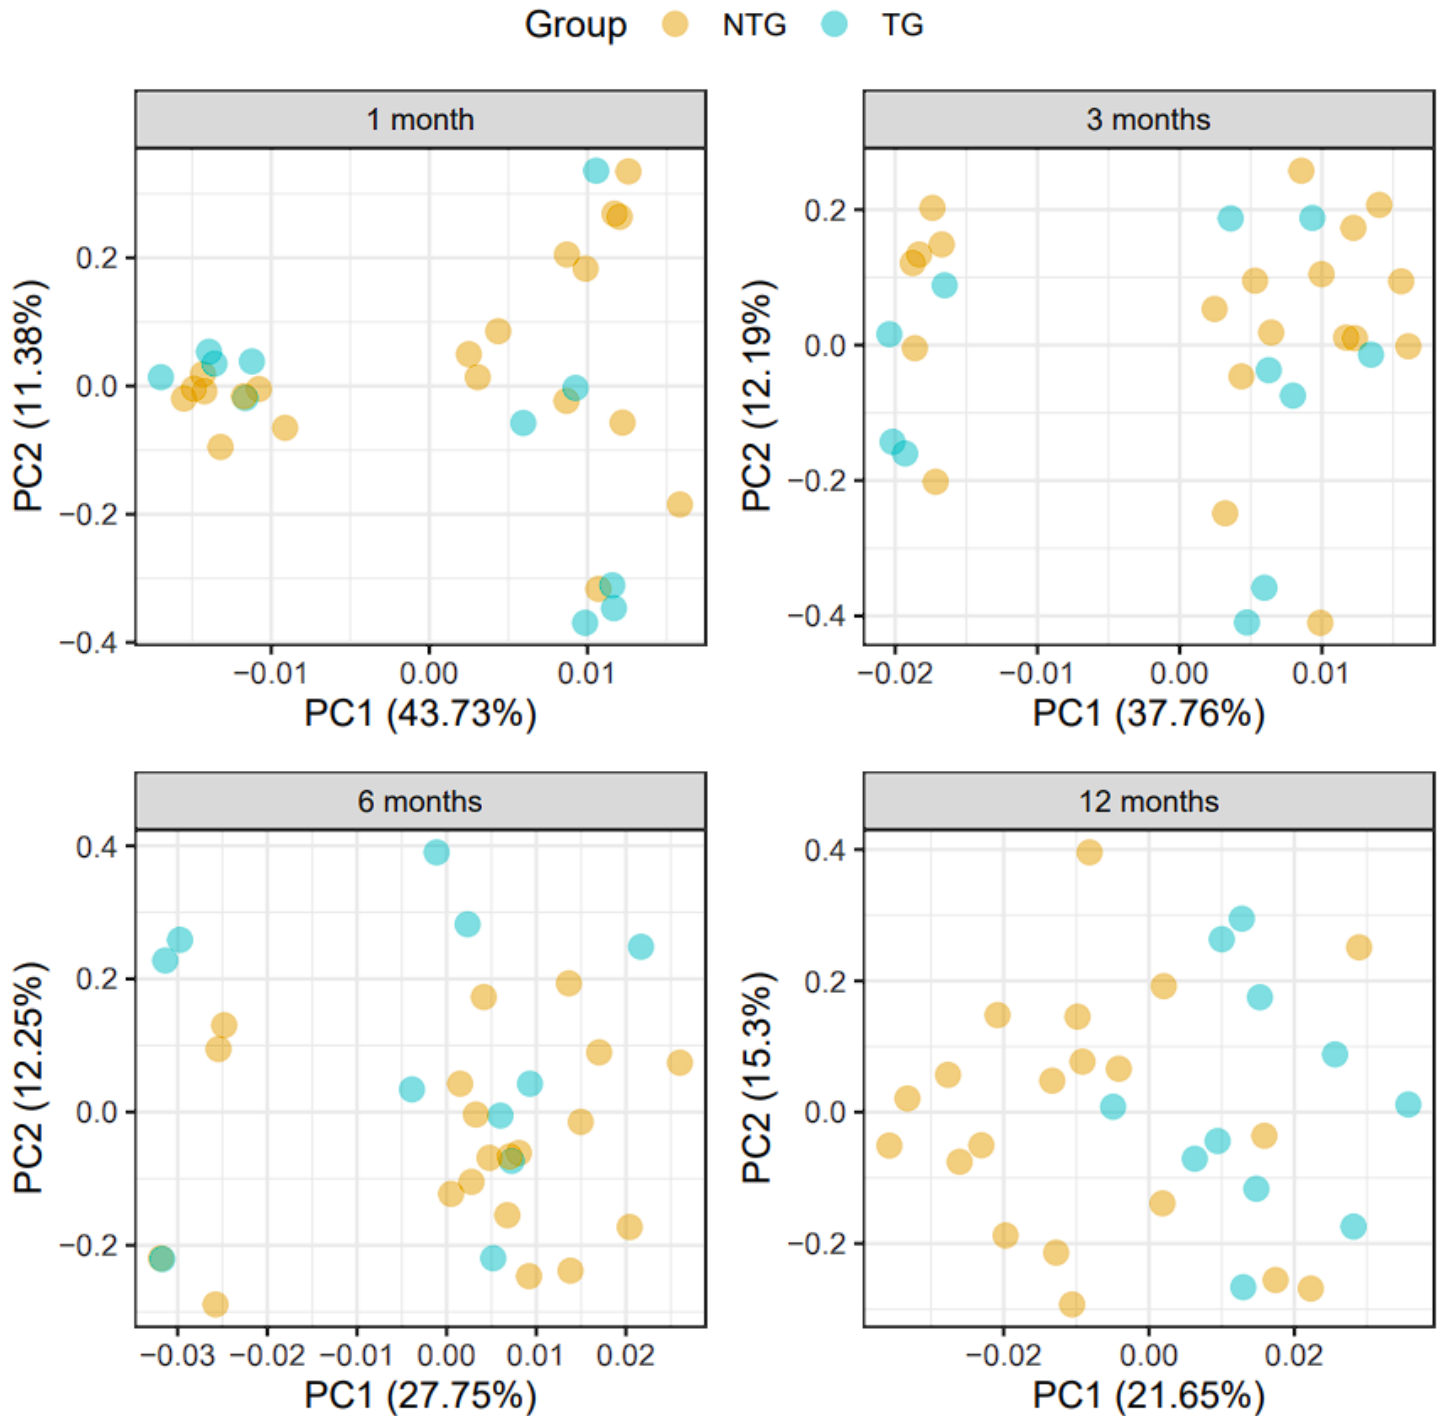 Group NTG TG
1 month
0.2
0.0
−0.2
−0.4
PC2 (11.38%)
−0.01 0.00 0.01
PC1 (43.73%)
3 months
0.2
0.0
−0.2
−0.4
PC2 (12.19%)
−0.02 −0.01 0.00 0.01
PC1 (37.76%)
6 months
0.4
0.2
0.0
−0.2
PC2 (12.25%)
−0.03 −0.02 −0.01 0.00 0.01 0.02
PC1 (27.75%)
12 months
0.4
0.2
0.0
−0.2
PC2 (15.3%)
−0.02 0.00 0.02
PC1 (21.65%)